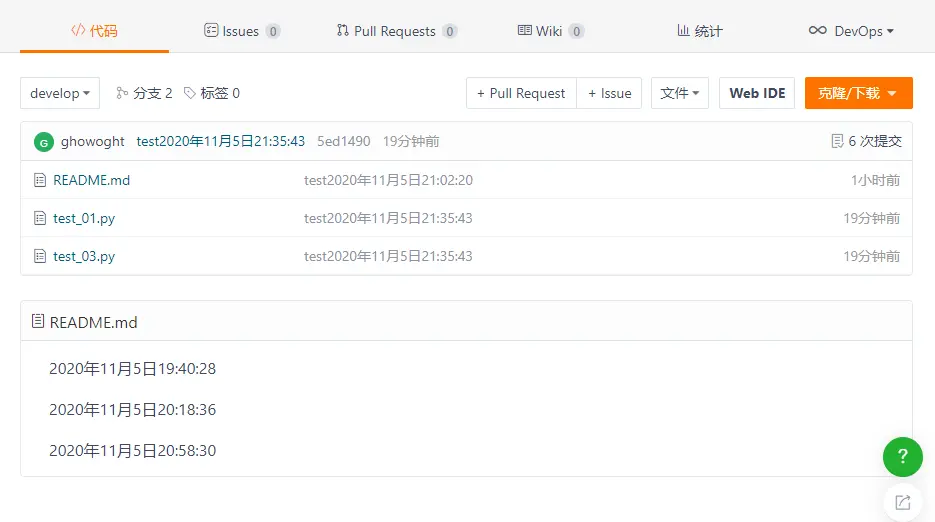 代码 Issues 0 Pull Requests 0 Wiki 0 统计 DevOps
develop 分支 2 标签 0 + Pull Request + Issue 文件 Web IDE 克隆/下载
G ghowoght test2020年11月5日21:35:43 5ed1490 19分钟前 6 次提交
README.md test2020年11月5日21:02:20 1小时前
test_01.py test2020年11月5日21:35:43 19分钟前
test_03.py test2020年11月5日21:35:43 19分钟前
README.md
2020年11月5日19:40:28
2020年11月5日20:18:36
2020年11月5日20:58:30
?